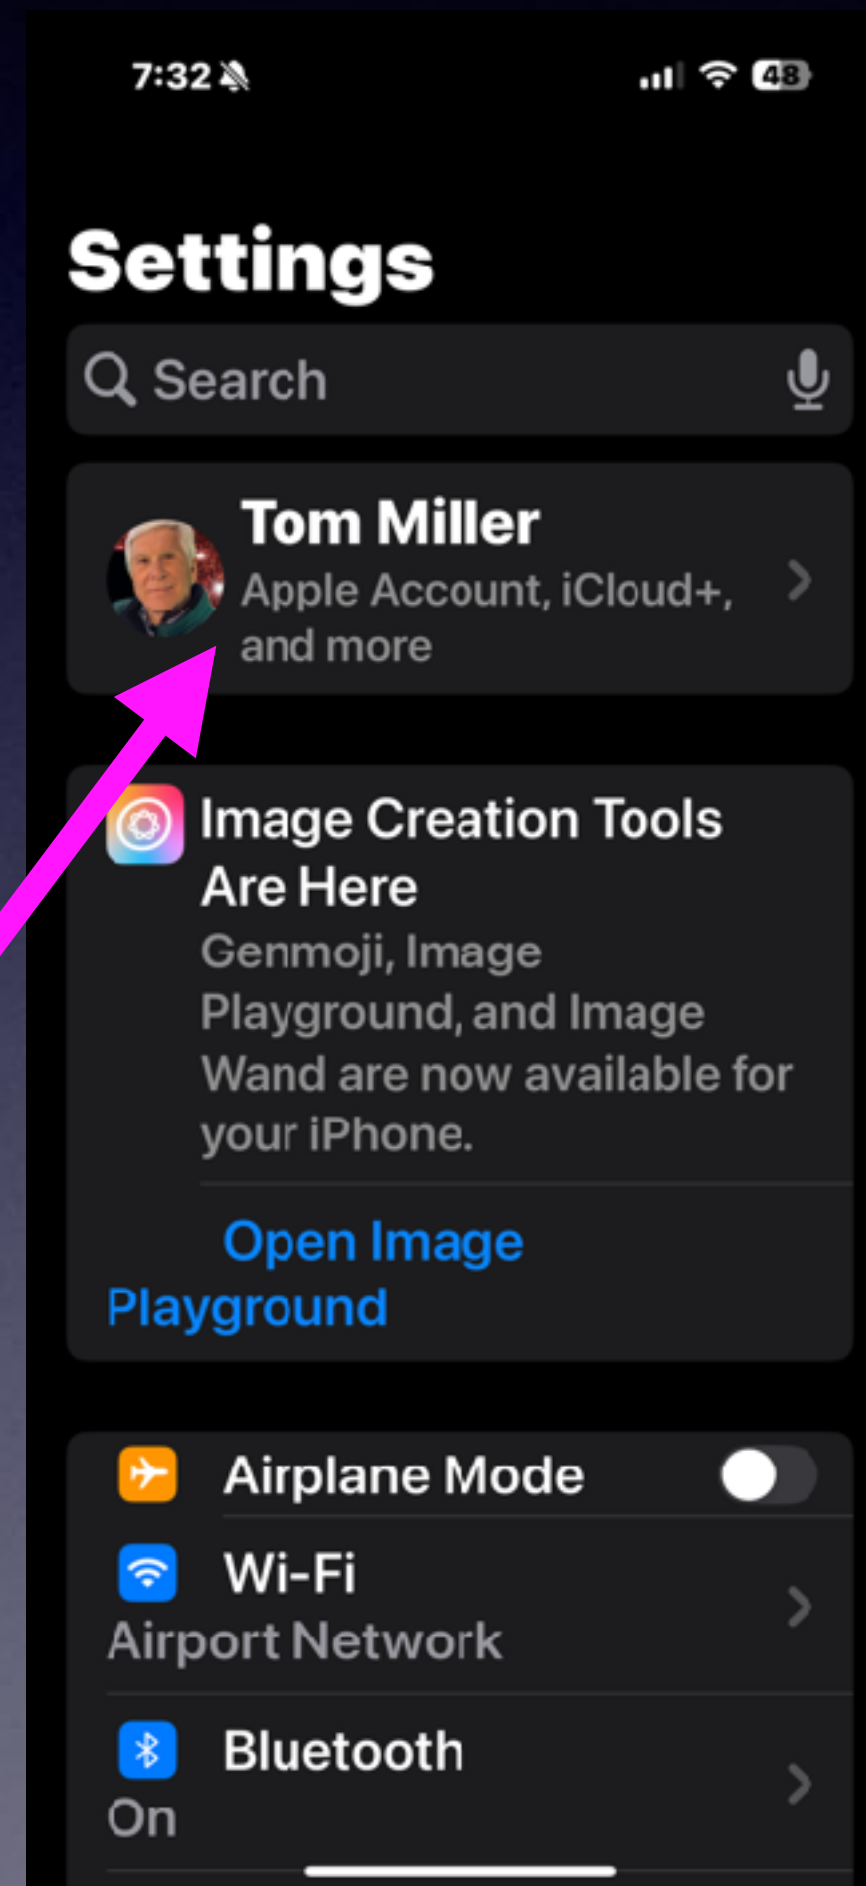 7:32
48
Settings
Search
Tom Miller
Apple Account, iCloud+,
and more
Image Creation Tools
Are Here
Genmoji, Image
Playground, and Image
Wand are now available for
your iPhone.
Open Image
Playground
Airplane Mode
Wi-Fi
Airport Network
Bluetooth
On